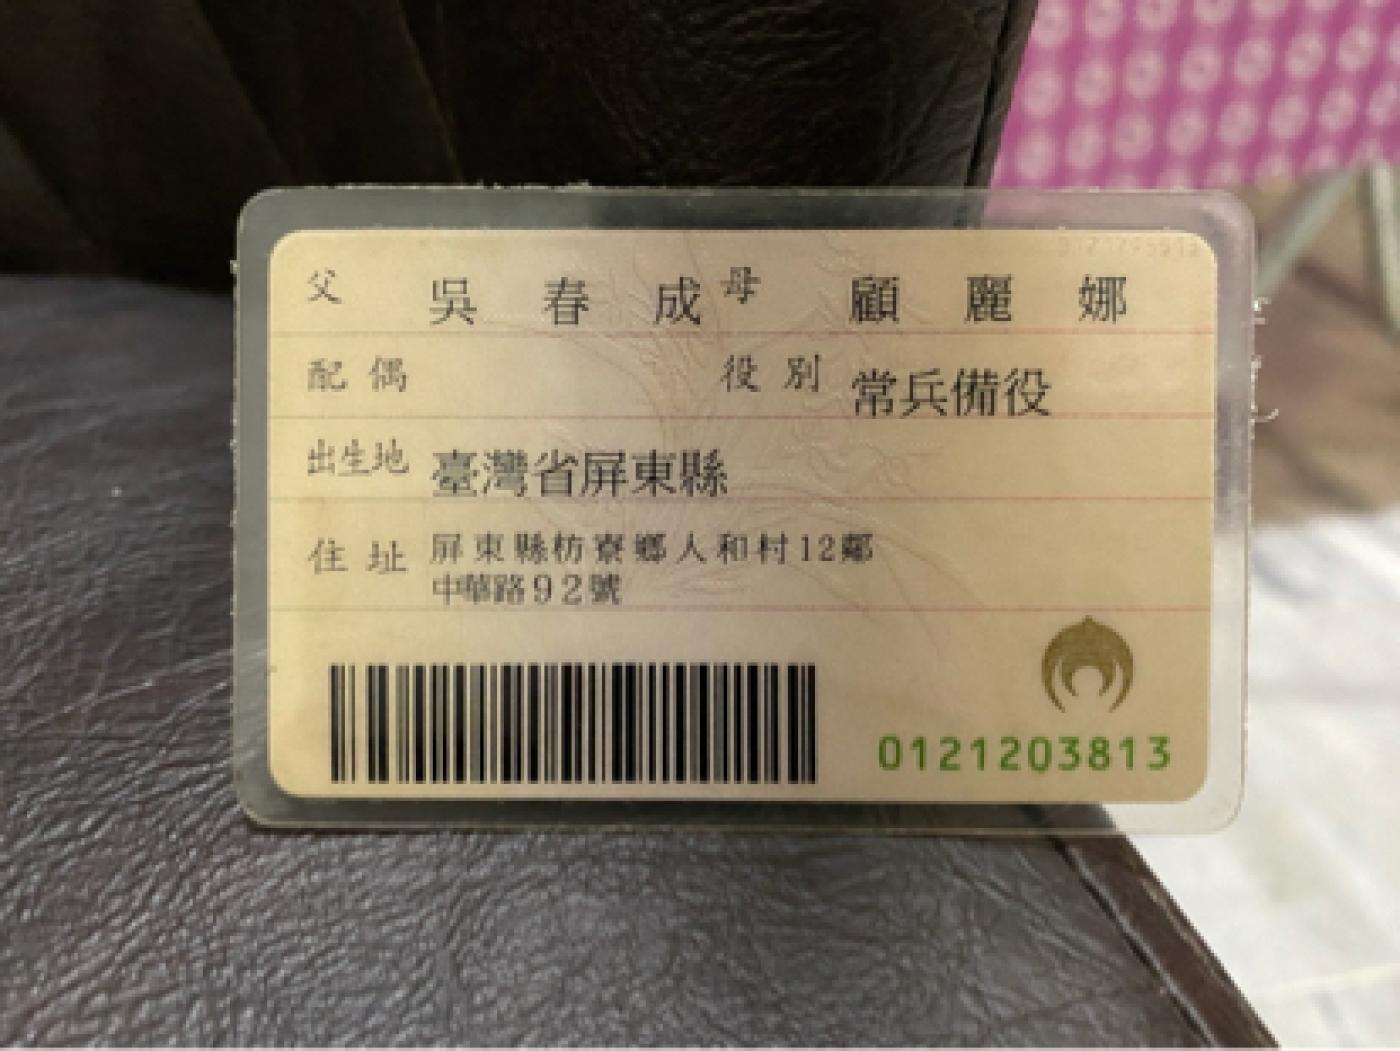 父 吳春成 母 顧麗娜
配偶 役別 常兵備役
出生地 臺灣省屏東縣
住址 屏東縣枋寮鄉人和村12鄰
中華路92號
0121203813